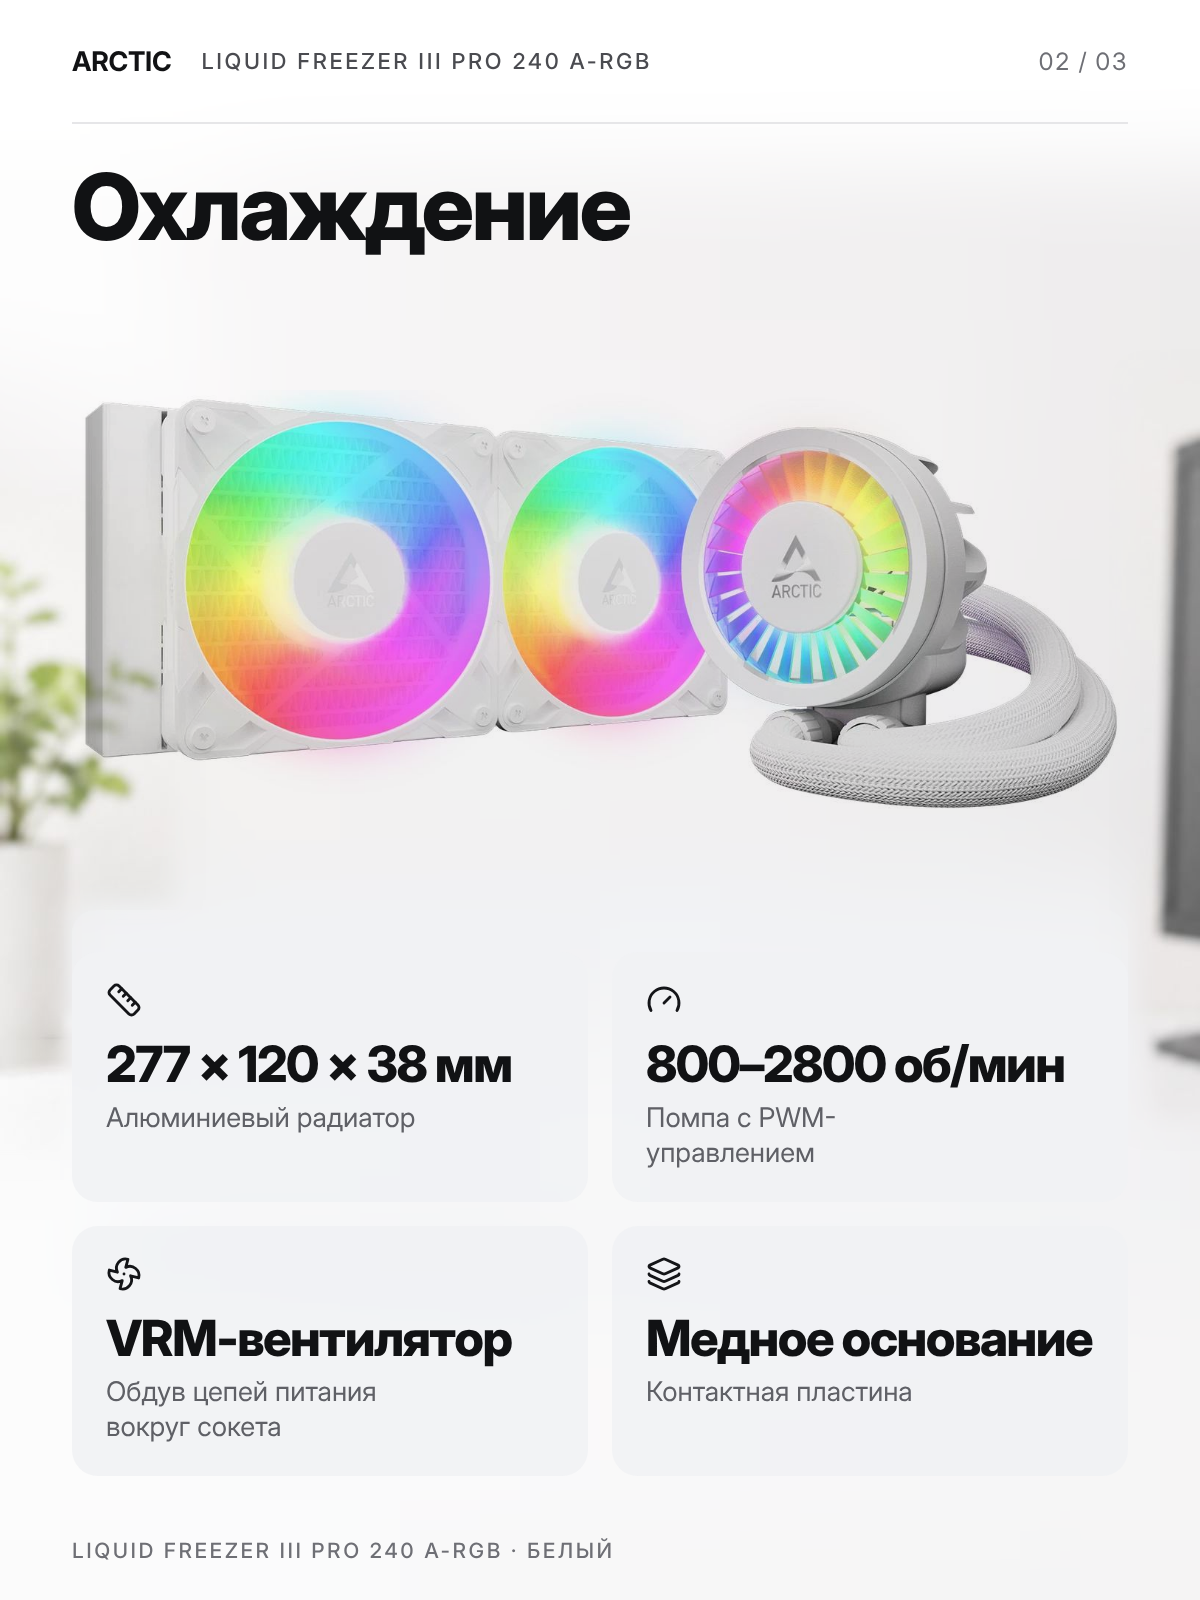 ARCTIC LIQUID FREEZER III PRO 240 A-RGB 02 / 03
Охлаждение
ARCTIC
ARCTIC
ARCTIC
277 × 120 × 38 мм
Алюминиевый радиатор
800–2800 об/мин
Помпа с PWM-
управлением
VRM-вентилятор
Обдув цепей питания
вокруг сокета
Медное основание
Контактная пластина
LIQUID FREEZER III PRO 240 A-RGB · БЕЛЫЙ